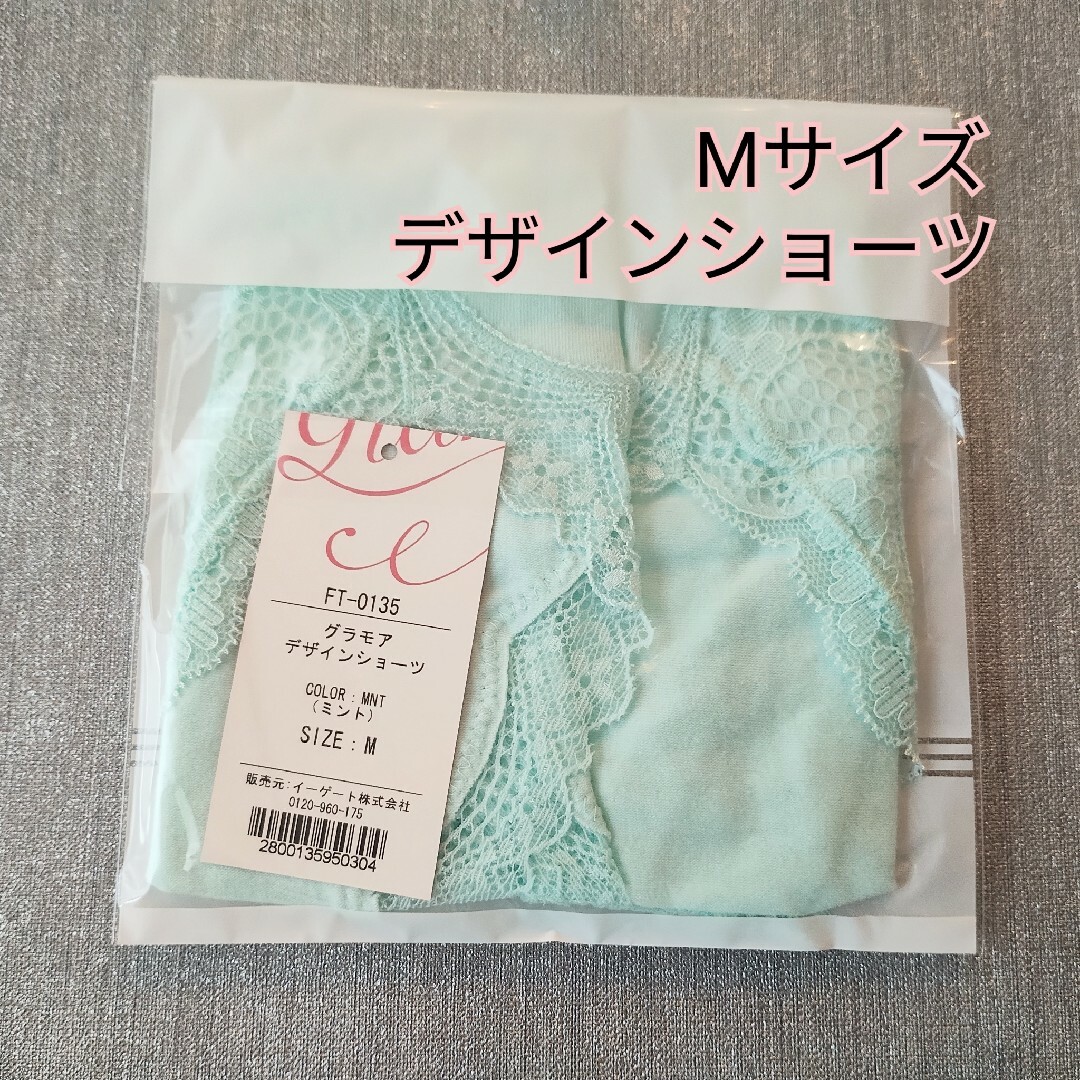 Mサイズ
デザインショーツ
FT-0135
グラモア
デザインショーツ
COLOR：MNT
（ミント）
SIZE：M
販売元：イーゲート株式会社
0120-960-175
2800135950304